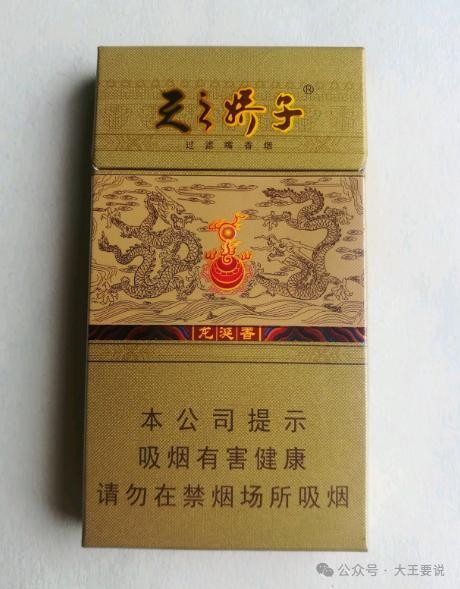 天之娇子®
过滤嘴香烟
龙涎香
本公司提示
吸烟有害健康
请勿在禁烟场所吸烟
公众号·大王要说